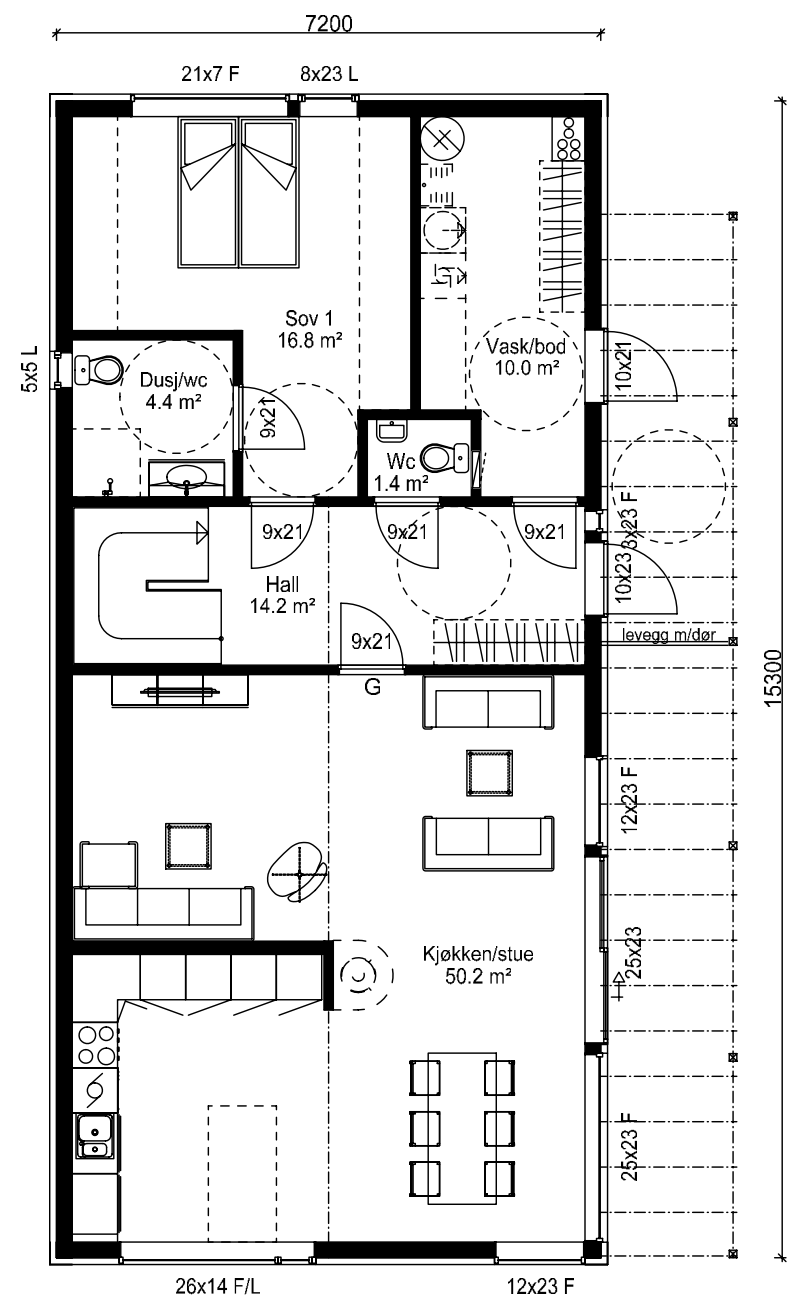 7200
21x7 F
8x23 L
Sov 1
16.8 m²
Vask/bod
10.0 m²
10x21
5x5 L
Dusj/wc
4.4 m²
9x21
Wc
1.4 m²
9x21
9x21
9x21
3x23 F
10x23
Hall
14.2 m²
9x21
levegg m/dør
G
15300
12x23 F
Kjøkken/stue
50.2 m²
25x23
25x23 F
26x14 F/L
12x23 F